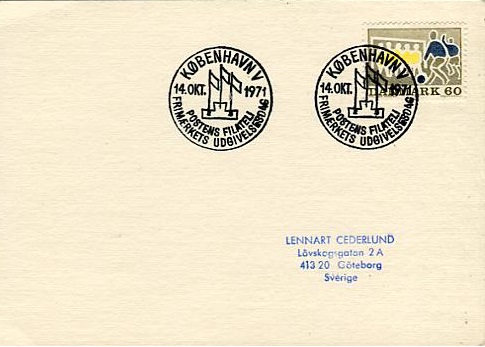 KØBENHAVN V
14.OKT. 1971
POSTENS FILATELI
FRIMÆRKETS UDGIVELSESDAG
KØBENHAVN V
14.OKT. 1971
POSTENS FILATELI
FRIMÆRKETS UDGIVELSESDAG
DANMARK 60
LENNART CEDERLUND
Lövskogsgatan 2 A
413 20 Göteborg
Sverige